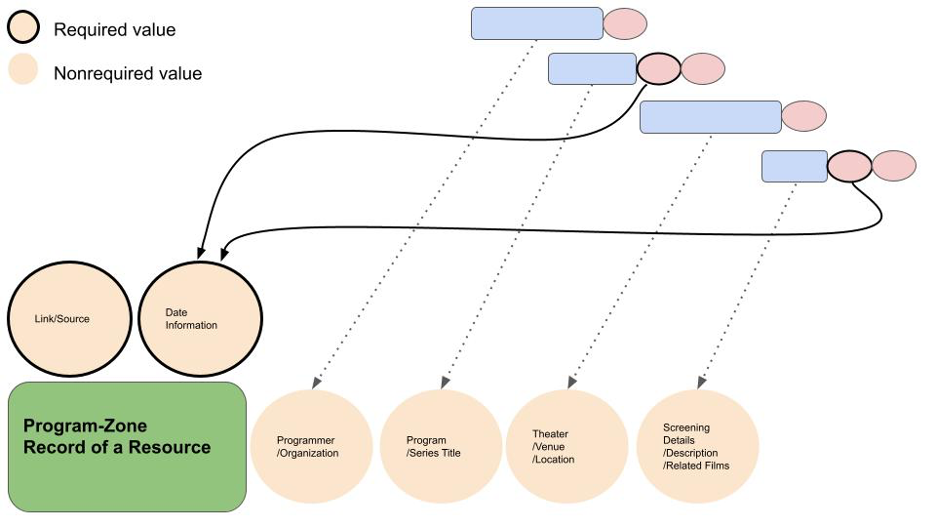 Required value
Nonrequired value
Link/Source
Date
Information
Program-Zone
Record of a Resource
Programmer
/Organization
Program
/Series Title
Theater
/Venue
/Location
Screening
Details
/Description
/Related Films